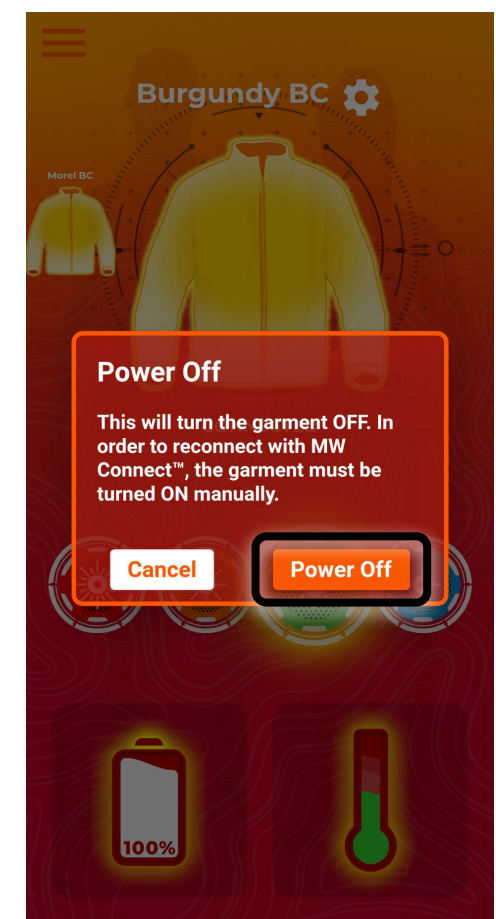 Burgundy BC
Morel BC
Power Off
This will turn the garment OFF. In
order to reconnect with MW
Connect™, the garment must be
turned ON manually.
Cancel
Power Off
100%